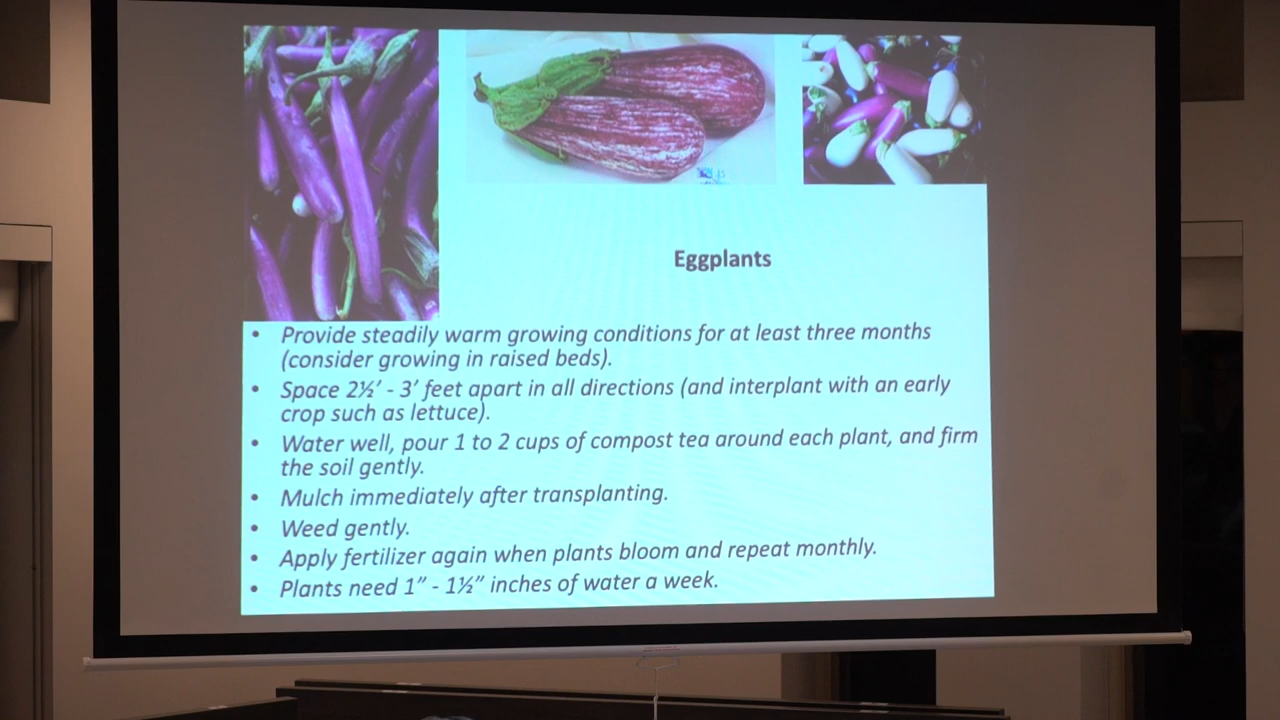 Eggplants
• Provide steadily warm growing conditions for at least three months
(consider growing in raised beds).
• Space 2½’ - 3’ feet apart in all directions (and interplant with an early
crop such as lettuce).
• Water well, pour 1 to 2 cups of compost tea around each plant, and firm
the soil gently.
• Mulch immediately after transplanting.
• Weed gently.
• Apply fertilizer again when plants bloom and repeat monthly.
• Plants need 1” - 1½” inches of water a week.